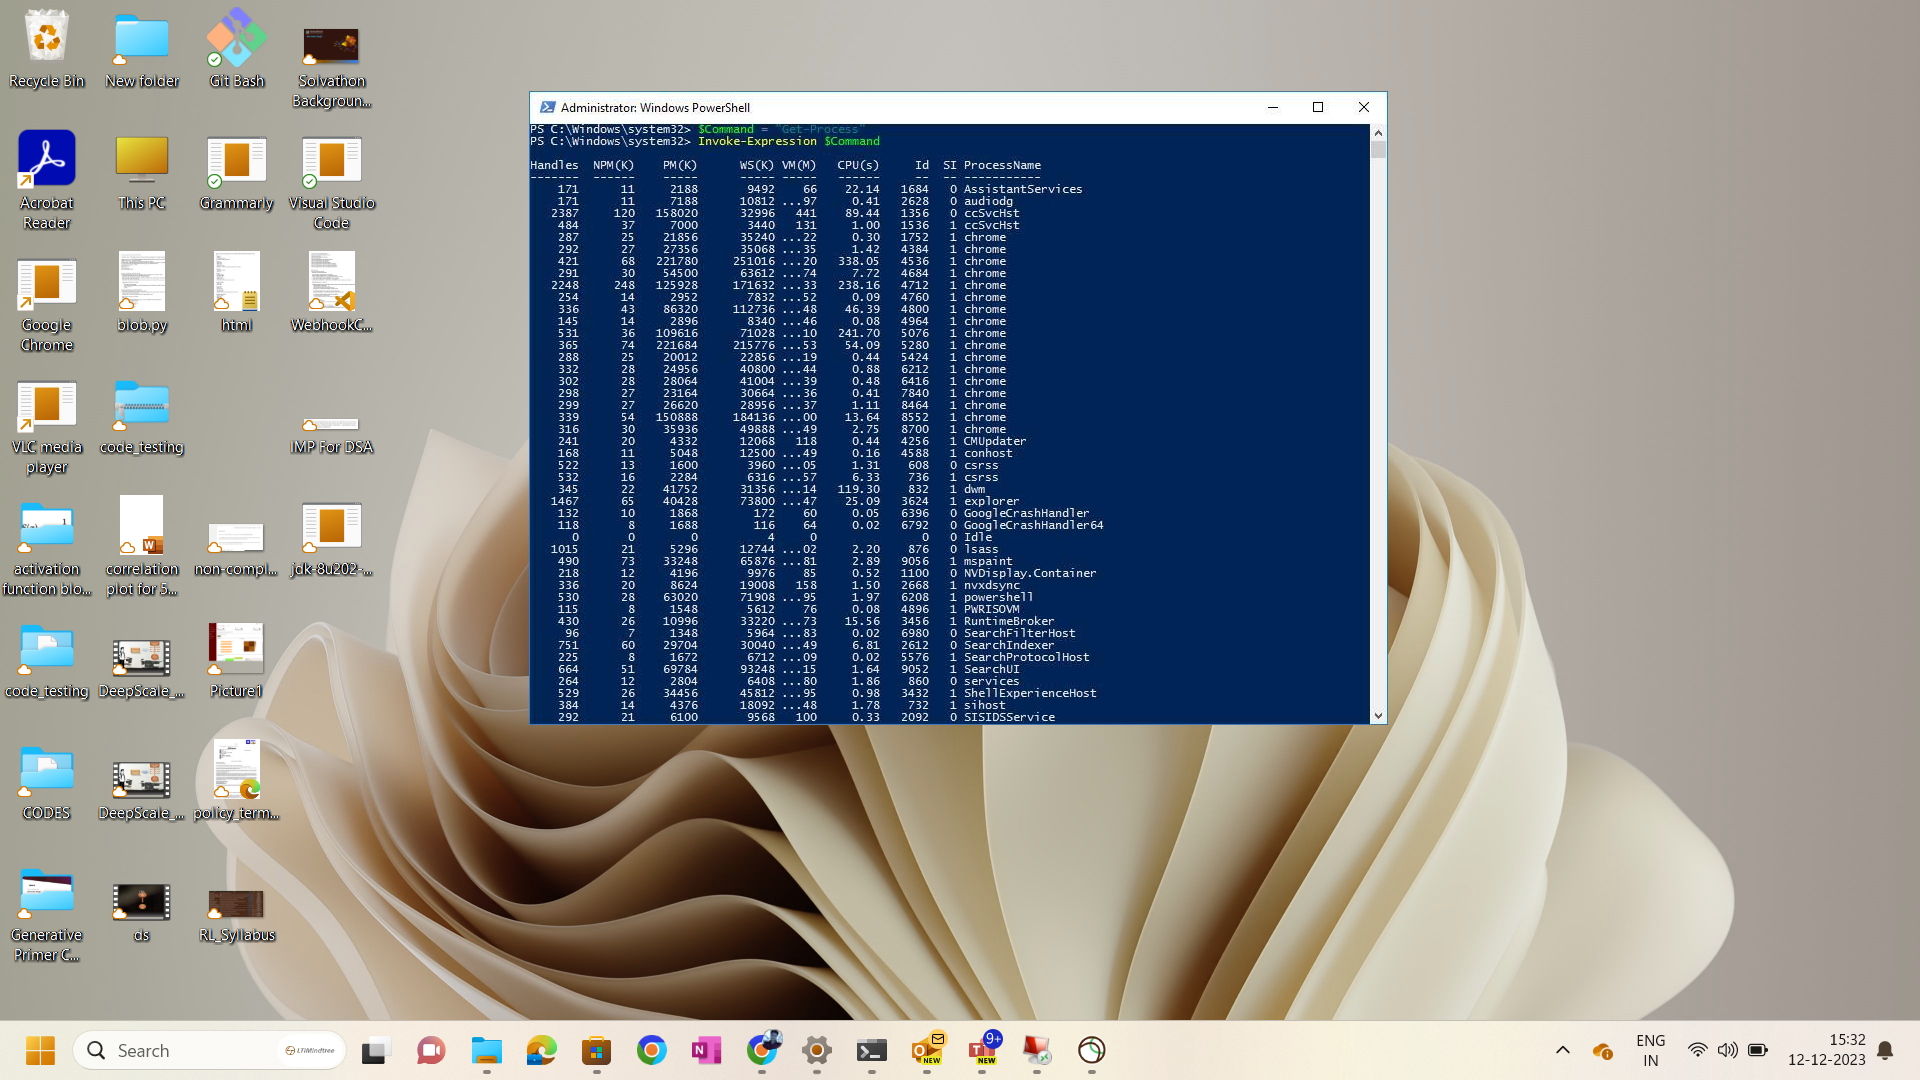 Recycle Bin
New folder
Git Bash
Solvathon
Backgroun...
Acrobat
Reader
This PC
Grammarly
Visual Studio
Code
Google
Chrome
blob.py
html
WebhookC...
VLC media
player
code_testing
IMP For DSA
activation
function blo...
correlation
plot for 5...
non-compl...
jdk-8u202-...
code_testing
DeepScale_...
Picture1
CODES
DeepScale_...
policy_term...
Generative
Primer C...
ds
RL_Syllabus
Administrator: Windows PowerShell
PS C:\Windows\system32> $Command = "Get-Process"
PS C:\Windows\system32> Invoke-Expression $Command
Handles NPM(K) PM(K) WS(K) VM(M) CPU(s) Id SI ProcessName
------- ------ ----- ----- ----- ------ -- -- -----------
171 11 2188 9492 66 22.14 1684 0 AssistantServices
171 11 7188 10812 ...97 0.41 2628 0 audiodg
2387 120 158020 32996 441 89.44 1356 0 ccSvcHst
484 37 7000 3440 131 1.00 1536 1 ccSvcHst
287 25 21856 35240 ...22 0.30 1752 1 chrome
292 27 27356 35068 ...35 1.42 4384 1 chrome
421 68 221780 251016 ...20 338.05 4536 1 chrome
291 30 54500 63612 ...74 7.72 4684 1 chrome
2248 248 125928 171632 ...33 238.16 4712 1 chrome
254 14 2952 7832 ...52 0.09 4760 1 chrome
336 43 86320 112736 ...48 46.39 4800 1 chrome
145 14 2896 8340 ...46 0.08 4964 1 chrome
531 36 109616 71028 ...10 241.70 5076 1 chrome
365 74 221684 215776 ...53 54.09 5280 1 chrome
288 25 20012 22856 ...19 0.44 5424 1 chrome
332 28 24956 40800 ...44 0.88 6212 1 chrome
302 28 28064 41004 ...39 0.48 6416 1 chrome
298 27 23164 30664 ...36 0.41 7840 1 chrome
299 27 26620 28956 ...37 1.11 8464 1 chrome
339 54 150888 184136 ...00 13.64 8552 1 chrome
316 30 35936 49888 ...49 2.75 8700 1 chrome
241 20 4332 12068 118 0.44 4256 1 CMUpdater
168 11 5048 12500 ...49 0.16 4588 1 conhost
522 13 1600 3960 ...05 1.31 608 0 csrss
532 16 2284 6316 ...57 6.33 736 1 csrss
345 22 41752 31356 ...14 119.30 832 1 dwm
1467 65 40428 73800 ...47 25.09 3624 1 explorer
132 10 1868 172 60 0.05 6396 0 GoogleCrashHandler
118 8 1688 116 64 0.02 6792 0 GoogleCrashHandler64
0 0 0 4 0 0 0 Idle
1015 21 5296 12744 ...02 2.20 876 0 lsass
490 73 33248 65876 ...81 2.89 9056 1 mspaint
218 12 4196 9976 85 0.52 1100 0 NVDisplay.Container
336 20 8624 19008 158 1.50 2668 1 nvxdsync
530 28 63020 71908 ...95 1.97 6208 1 powershell
115 8 1548 5612 76 0.08 4896 1 PWRISOVM
430 26 10996 33220 ...73 15.56 3456 1 RuntimeBroker
96 7 1348 5964 ...83 0.02 6980 0 SearchFilterHost
751 60 29704 30040 ...49 6.81 2612 0 SearchIndexer
225 8 1672 6712 ...09 0.02 5576 1 SearchProtocolHost
664 51 69784 93248 ...15 1.64 9052 1 SearchUI
264 12 2804 6408 ...80 1.86 860 0 services
529 26 34456 45812 ...95 0.98 3432 1 ShellExperienceHost
384 14 4376 18092 ...48 1.78 732 1 sihost
292 21 6100 9568 100 0.33 2092 0 SISIDSService
Search
LTIMindtree
NEW
9+
NEW
ENG
IN
15:32
12-12-2023